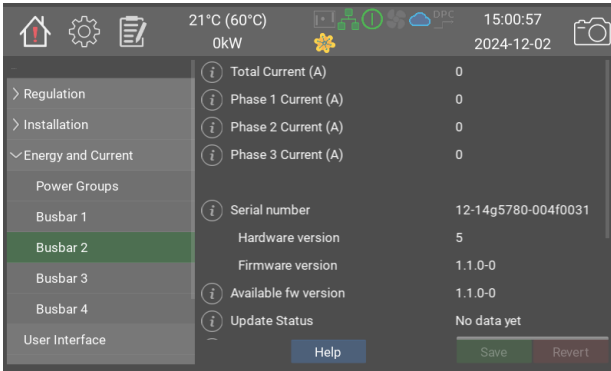 21°C (60°C)
0kW
DPC
15:00:57
2024-12-02
Regulation
Installation
Energy and Current
Power Groups
Busbar 1
Busbar 2
Busbar 3
Busbar 4
User Interface
Total Current (A) 0
Phase 1 Current (A) 0
Phase 2 Current (A) 0
Phase 3 Current (A) 0
Serial number 12-14g5780-004f0031
Hardware version 5
Firmware version 1.1.0-0
Available fw version 1.1.0-0
Update Status No data yet
Help
Save
Revert